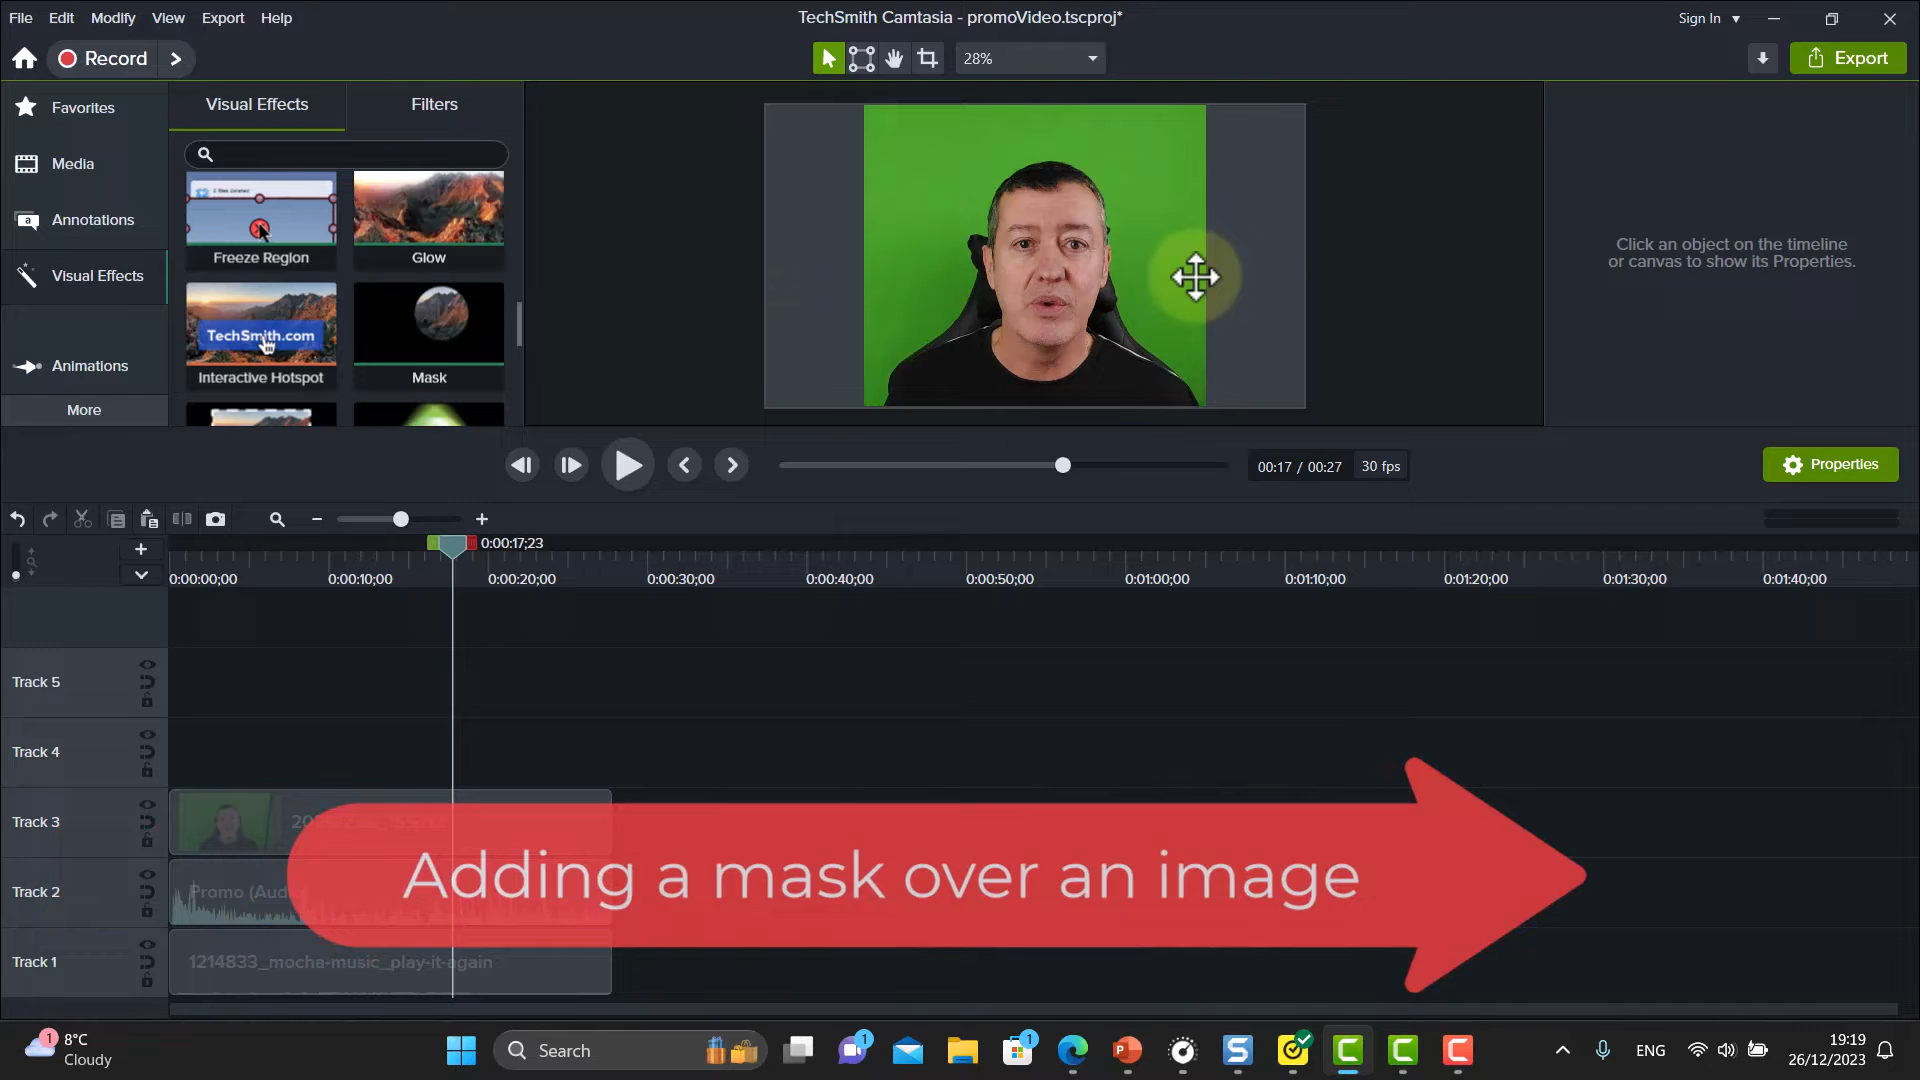 File Edit Modify View Export Help
TechSmith Camtasia - promoVideo.tscproj*
Sign In
Record
28%
Export
Favorites
Media
Annotations
Visual Effects
Animations
More
Visual Effects
Filters
Freeze Region
Glow
TechSmith.com
Interactive Hotspot
Mask
Click an object on the timeline
or canvas to show its Properties.
00:17 / 00:27
30 fps
Properties
0:00:17;23
0:00:00;00 0:00:10;00 0:00:20;00 0:00:30;00 0:00:40;00 0:00:50;00 0:01:00;00 0:01:10;00 0:01:20;00 0:01:30;00 0:01:40;00
Track 5
Track 4
Track 3
Track 2
Promo (Audio
Track 1
1214833_mocha-music_play-it-again
Adding a mask over an image
1
8°C
Cloudy
Search
1
1
ENG
19:19
26/12/2023